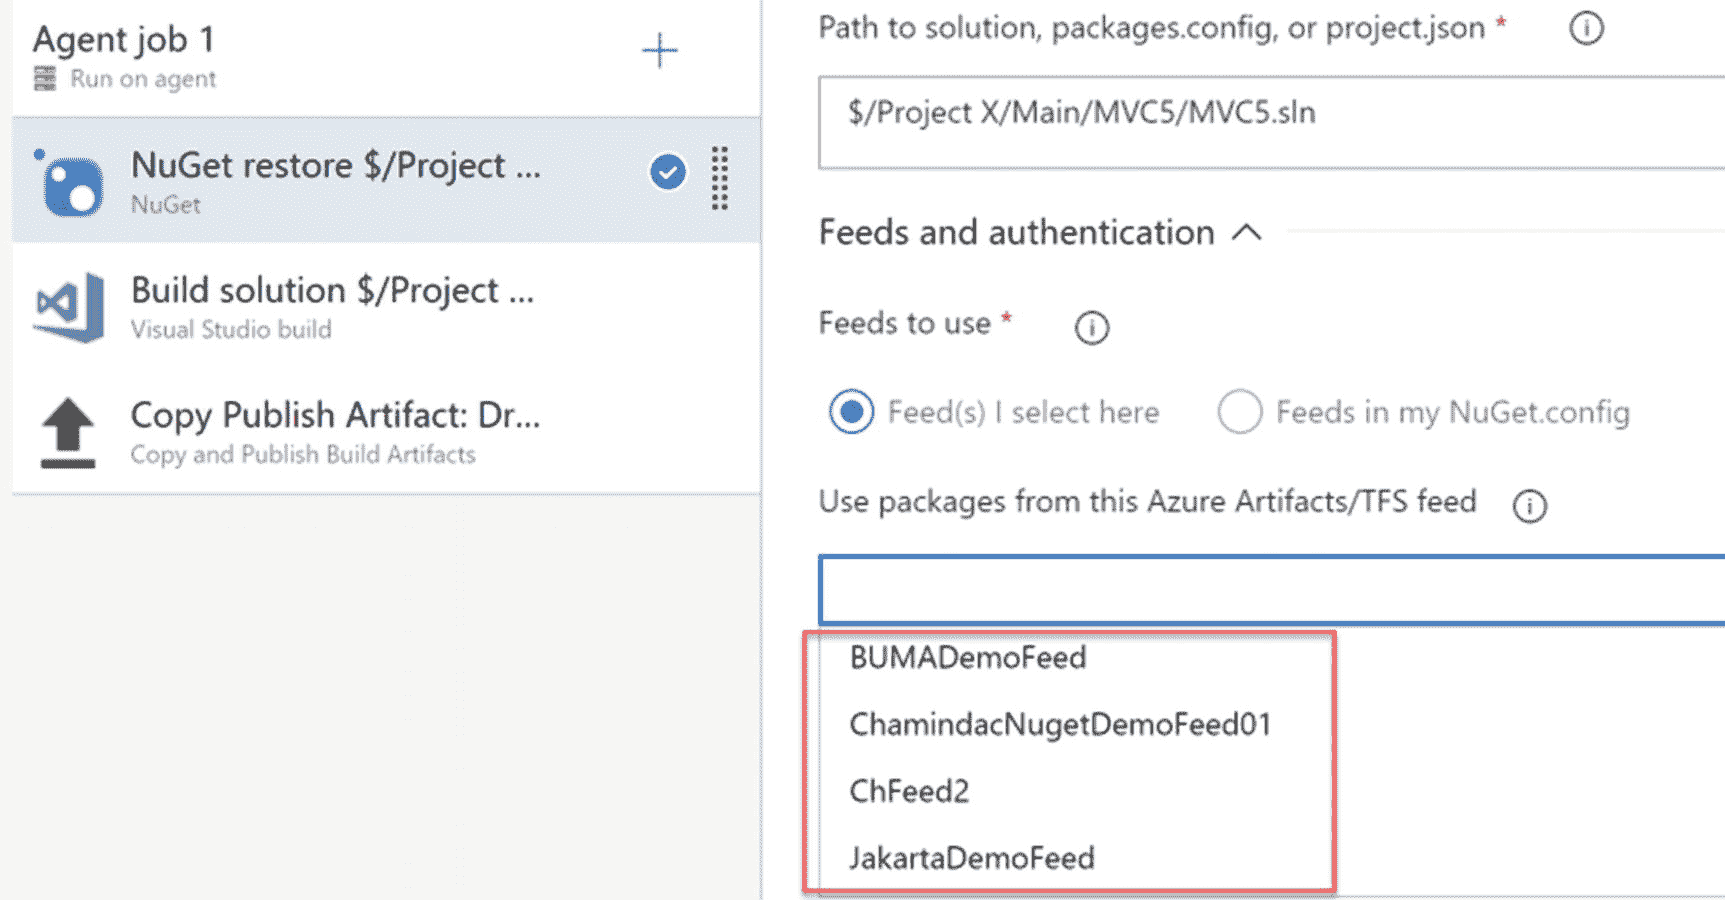 Agent job 1
Run on agent
NuGet restore $/Project ...
NuGet
Build solution $/Project ...
Visual Studio build
Copy Publish Artifact: Dr...
Copy and Publish Build Artifacts
Path to solution, packages.config, or project.json *
$/Project X/Main/MVC5/MVC5.sln
Feeds and authentication
Feeds to use *
Feed(s) I select here Feeds in my NuGet.config
Use packages from this Azure Artifacts/TFS feed
BUMADemoFeed
ChamindacNugetDemoFeed01
ChFeed2
JakartaDemoFeed